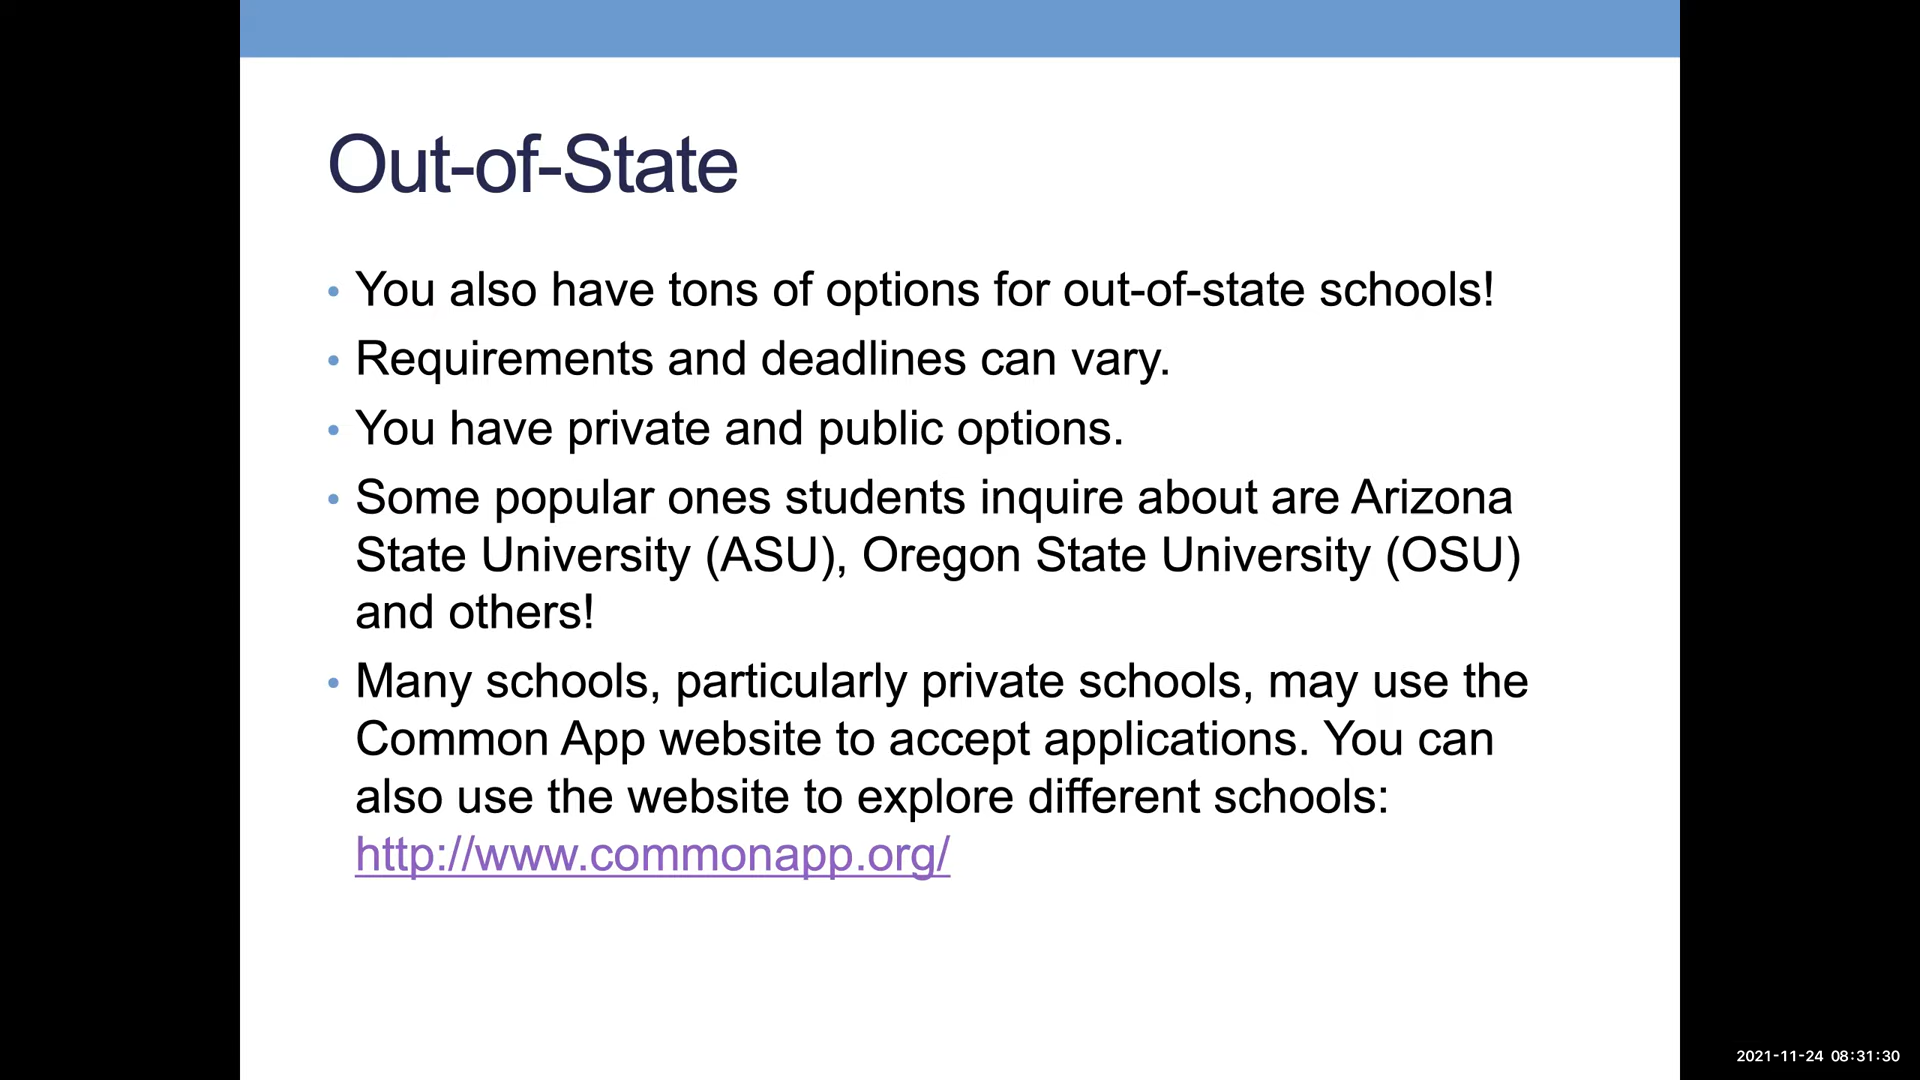 Out-of-State
• You also have tons of options for out-of-state schools!
• Requirements and deadlines can vary.
• You have private and public options.
• Some popular ones students inquire about are Arizona
State University (ASU), Oregon State University (OSU)
and others!
• Many schools, particularly private schools, may use the
Common App website to accept applications. You can
also use the website to explore different schools:
http://www.commonapp.org/
2021-11-24 08:31:30